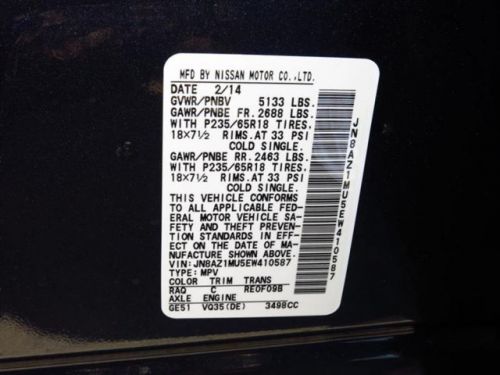 MFD BY NISSAN MOTOR CO.,LTD.
DATE 2/14
GVWR/PNBV 5133 LBS.
GAWR/PNBE FR. 2688 LBS.
WITH P235/65R18 TIRES.
18X7½ RIMS.AT 33 PSI
COLD SINGLE.
GAWR/PNBE RR. 2463 LBS.
WITH P235/65R18 TIRES.
18X7½ RIMS.AT 33 PSI
COLD SINGLE.
THIS VEHICLE CONFORMS
TO ALL APPLICABLE FED-
ERAL MOTOR VEHICLE SA-
FETY AND THEFT PREVEN-
TION STANDARDS IN EFF-
ECT ON THE DATE OF MA-
NUFACTURE SHOWN ABOVE
VIN: JN8AZ1MU5EW410587
TYPE: MPV
COLOR TRIM TRANS
RAQ C RE0F09B
AXLE ENGINE
GE51 VQ35(DE) 3498CC
JN8AZ1MU5EW410587